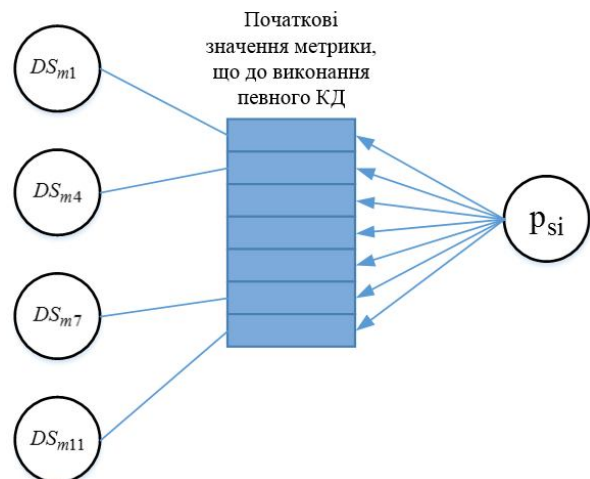 Початкові
значення метрики,
що до виконання
певного КД
DSm1
DSm4
DSm7
DSm11
psi